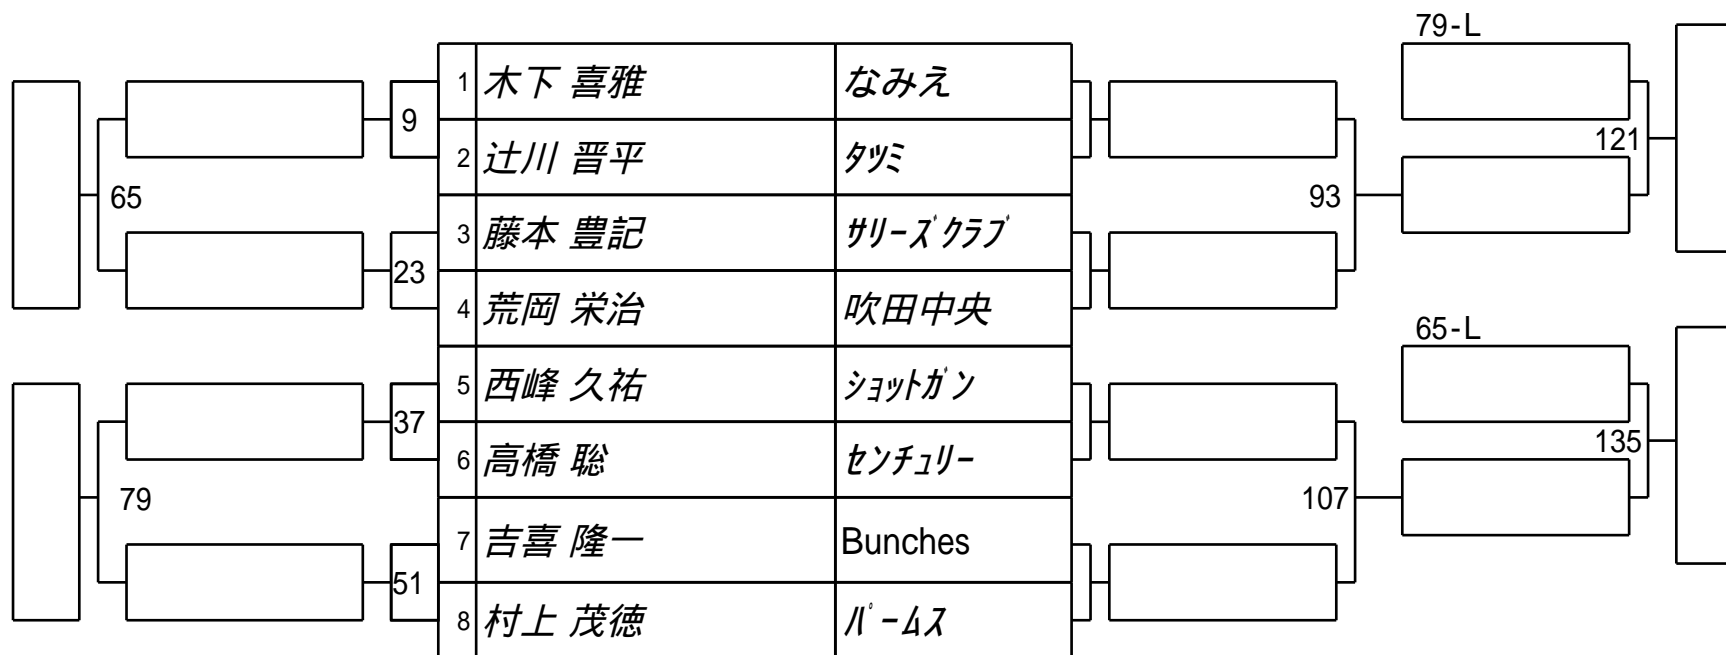 79-L
1 木下 喜雅 なみえ
9
2 辻川 晋平 タツミ
121
65
93
3 藤本 豊記 サリーズクラブ
23
4 荒岡 栄治 吹田中央
65-L
5 西峰 久祐 ショットガン
37
6 高橋 聡 センチュリー
135
79
107
7 吉喜 隆一 Bunches
51
8 村上 茂徳 パームス